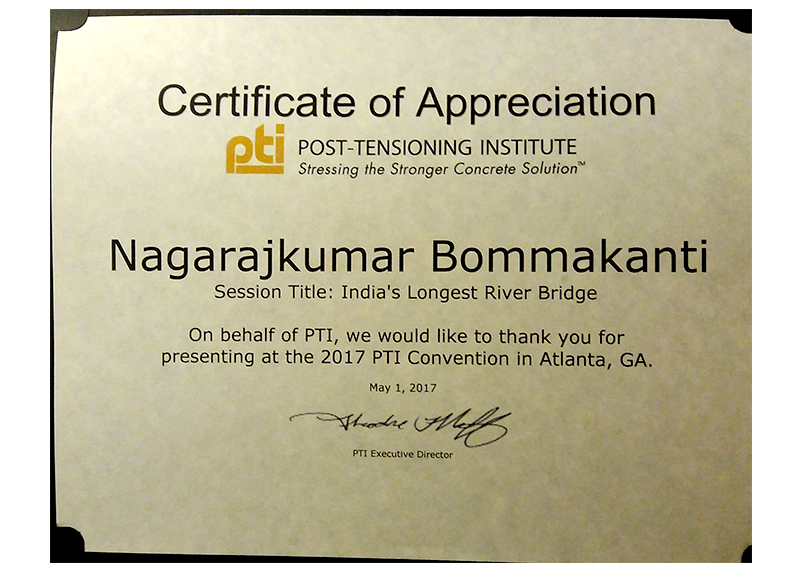 Certificate of Appreciation
pti
POST-TENSIONING INSTITUTE
Stressing the Stronger Concrete Solution™
Nagarajkumar Bommakanti
Session Title: India's Longest River Bridge
On behalf of PTI, we would like to thank you for
presenting at the 2017 PTI Convention in Atlanta, GA.
May 1, 2017
PTI Executive Director